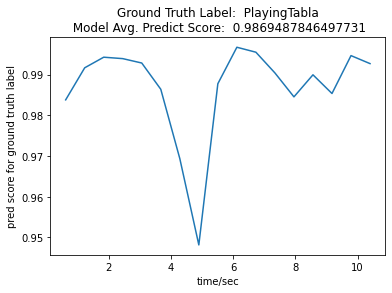 Ground Truth Label:  PlayingTabla
Model Avg. Predict Score:  0.9869487846497731
pred score for ground truth label
0.99
0.98
0.97
0.96
0.95
2
4
6
8
10
time/sec